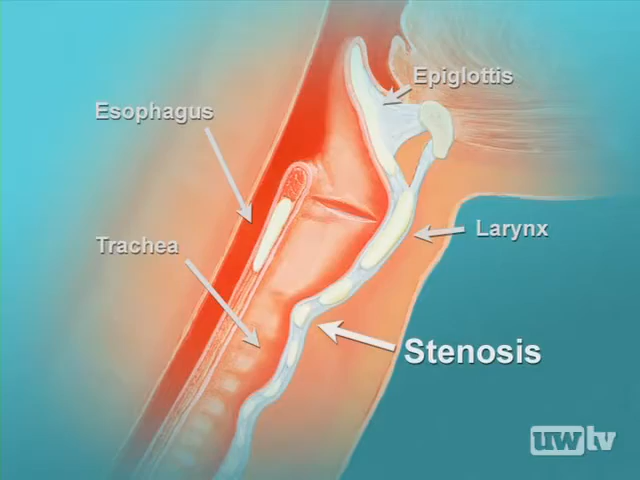 Epiglottis
Esophagus
Larynx
Trachea
Stenosis
uwtv